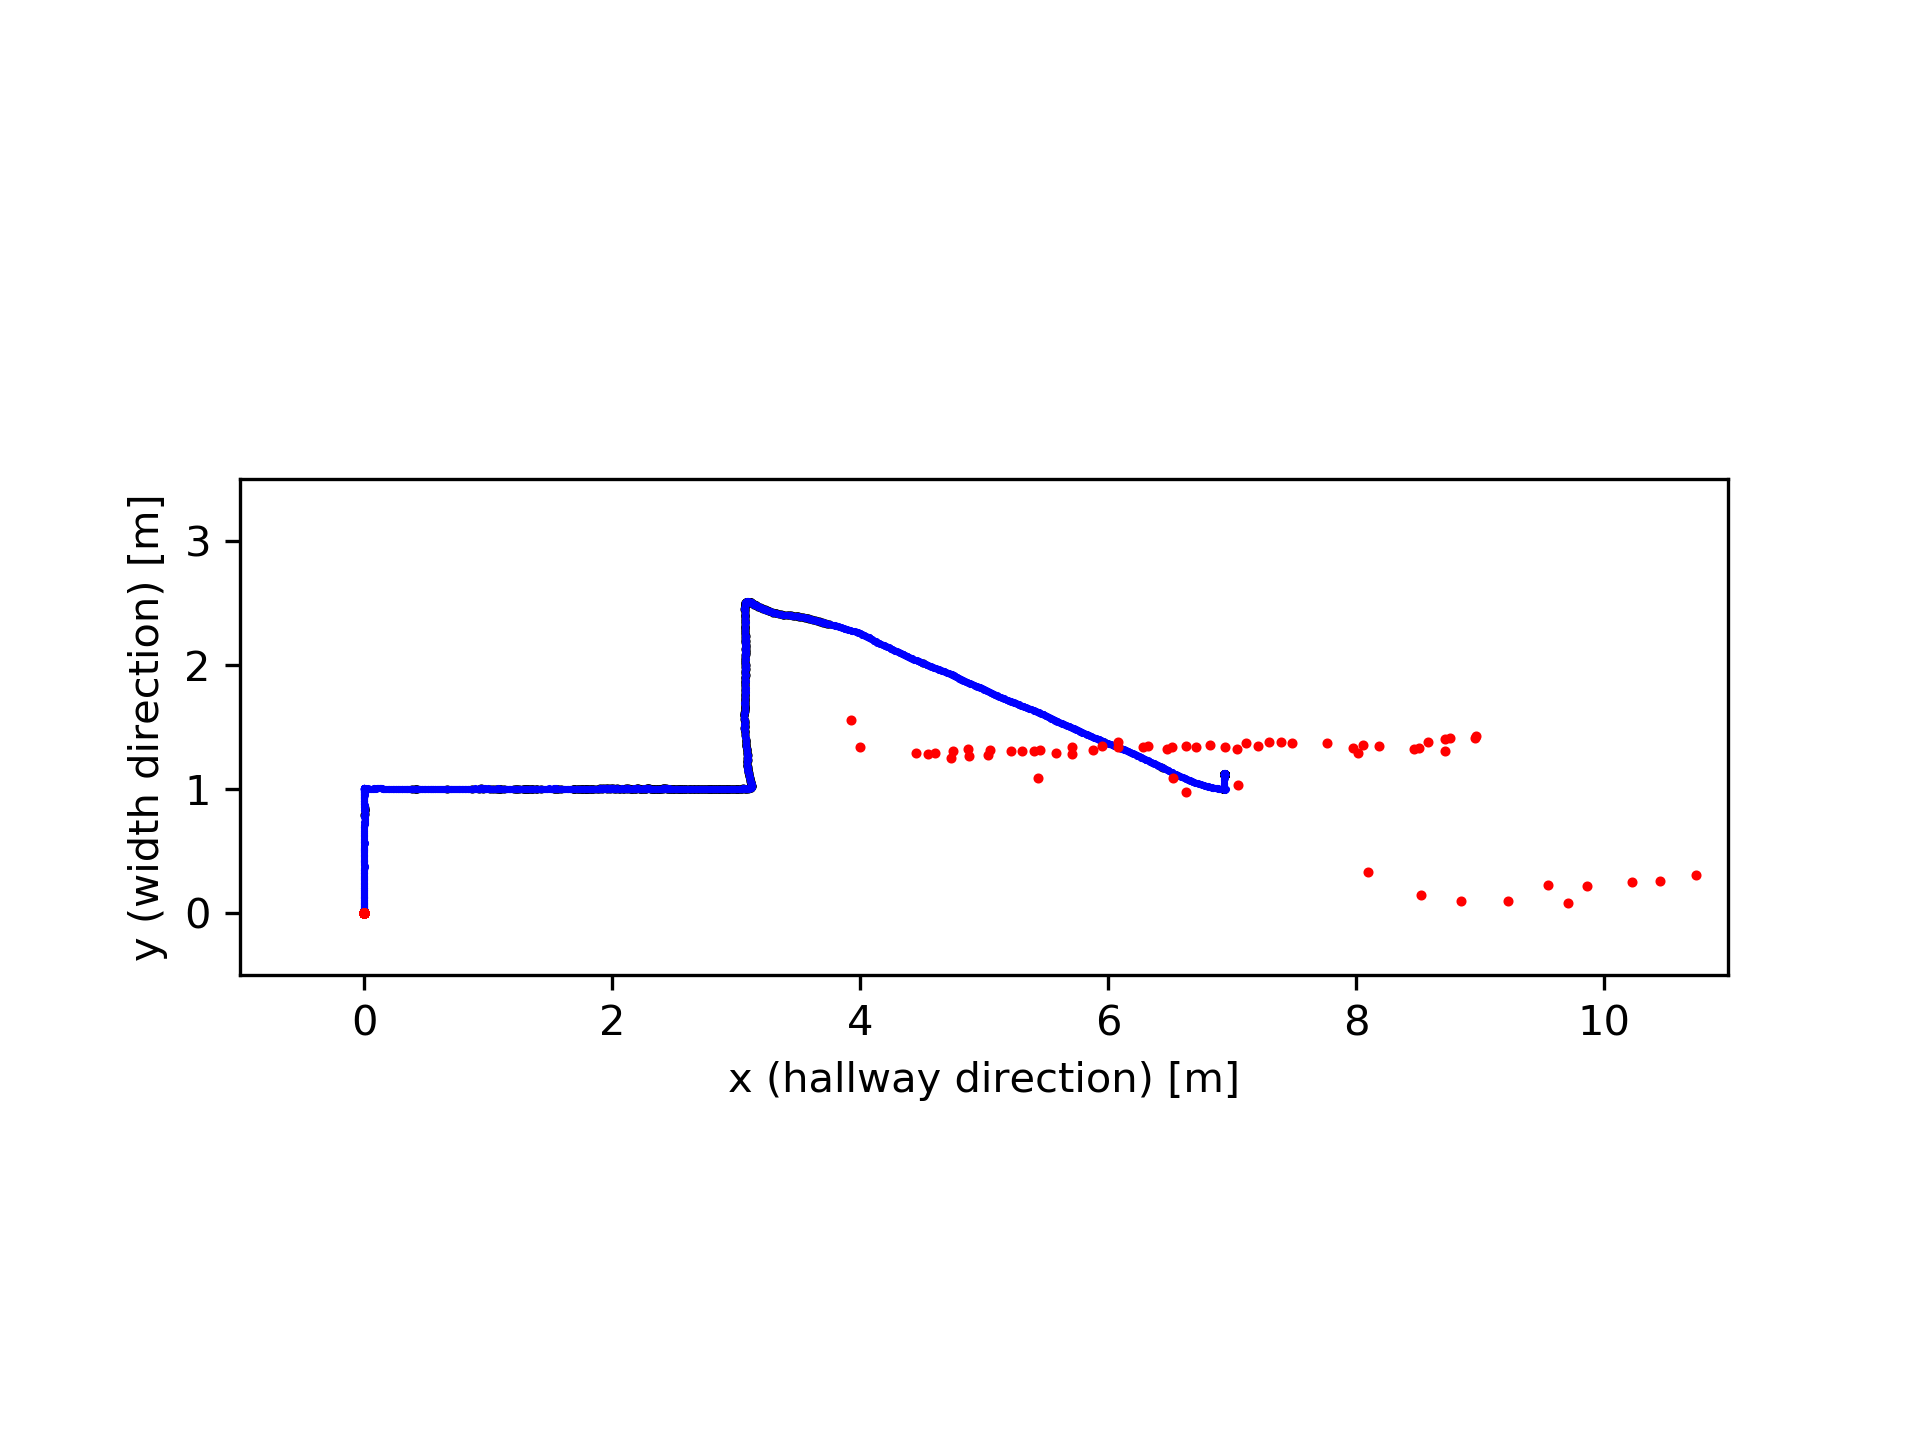 3
2
1
0
y (width direction) [m]
0 2 4 6 8 10
x (hallway direction) [m]